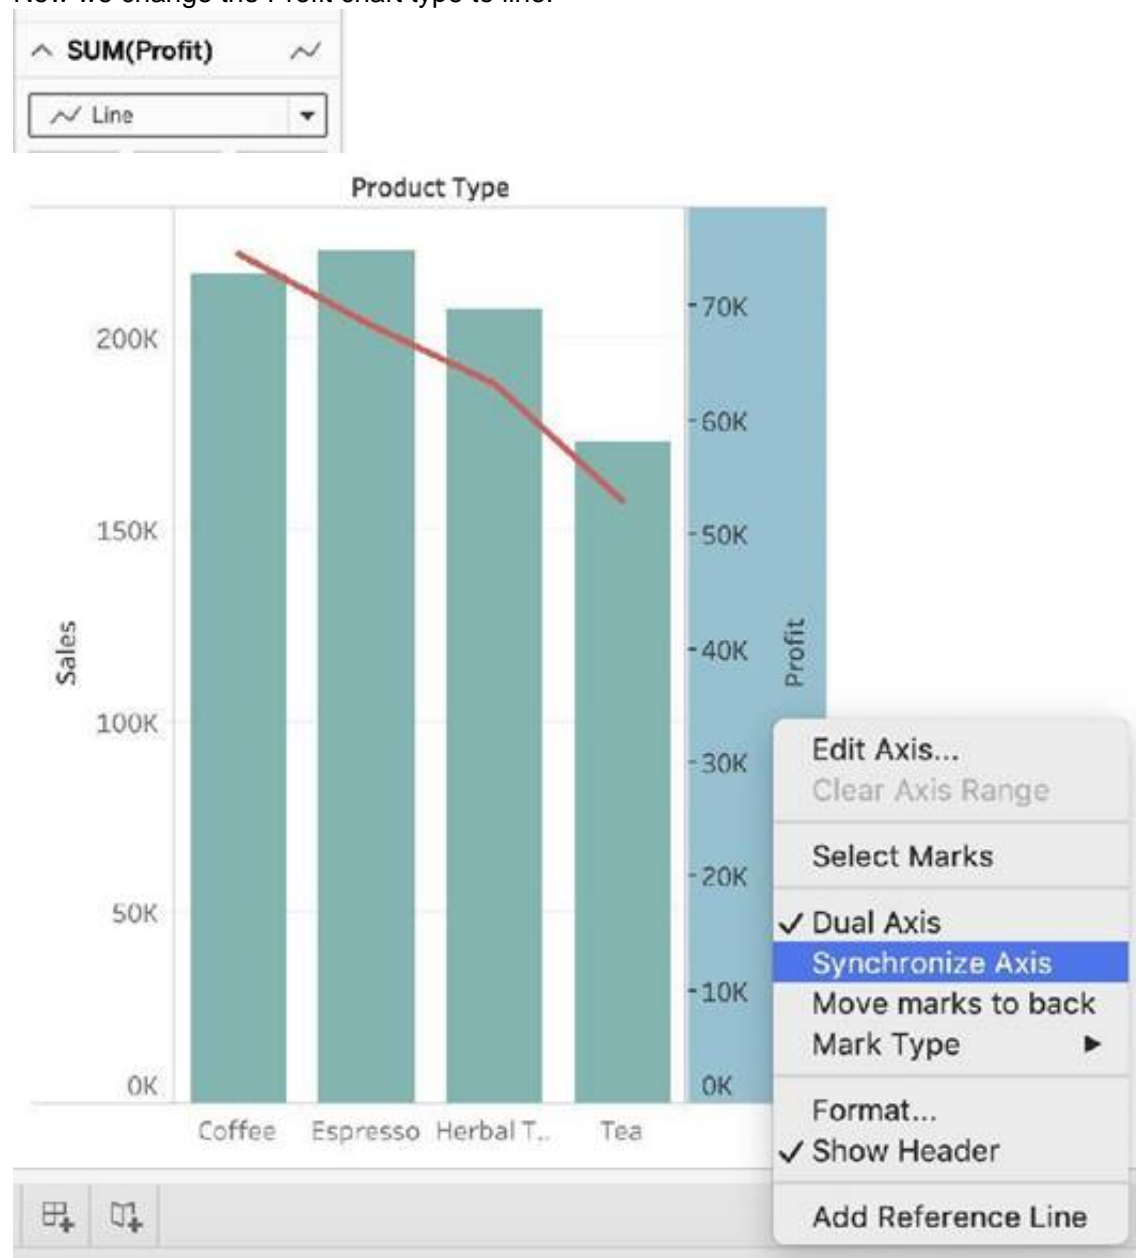 Now we change the Profit chart type to line.
SUM(Profit)
Line
Product Type
200K
150K
100K
50K
0K
Sales
70K
60K
50K
40K
30K
20K
10K
0K
Profit
Coffee
Espresso
Herbal T..
Tea
Edit Axis...
Clear Axis Range
Select Marks
✓ Dual Axis
Synchronize Axis
Move marks to back
Mark Type ▶
Format...
✓ Show Header
Add Reference Line